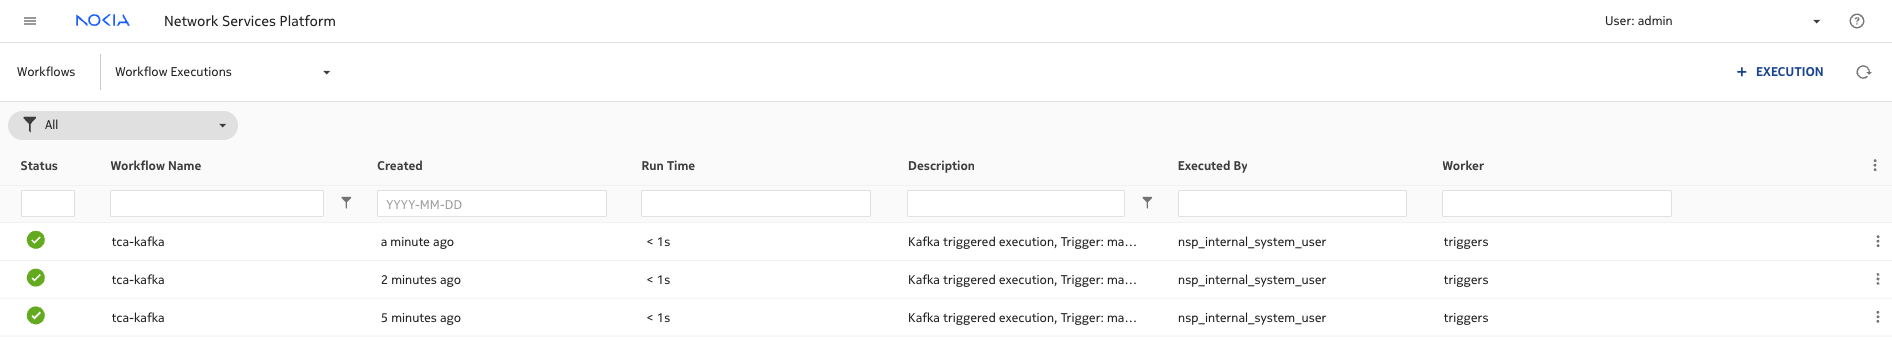 NOKIA Network Services Platform User: admin
Workflows Workflow Executions + EXECUTION
All
Status Workflow Name Created Run Time Description Executed By Worker
YYYY-MM-DD
tca-kafka a minute ago < 1s Kafka triggered execution, Trigger: ma... nsp_internal_system_user triggers
tca-kafka 2 minutes ago < 1s Kafka triggered execution, Trigger: ma... nsp_internal_system_user triggers
tca-kafka 5 minutes ago < 1s Kafka triggered execution, Trigger: ma... nsp_internal_system_user triggers